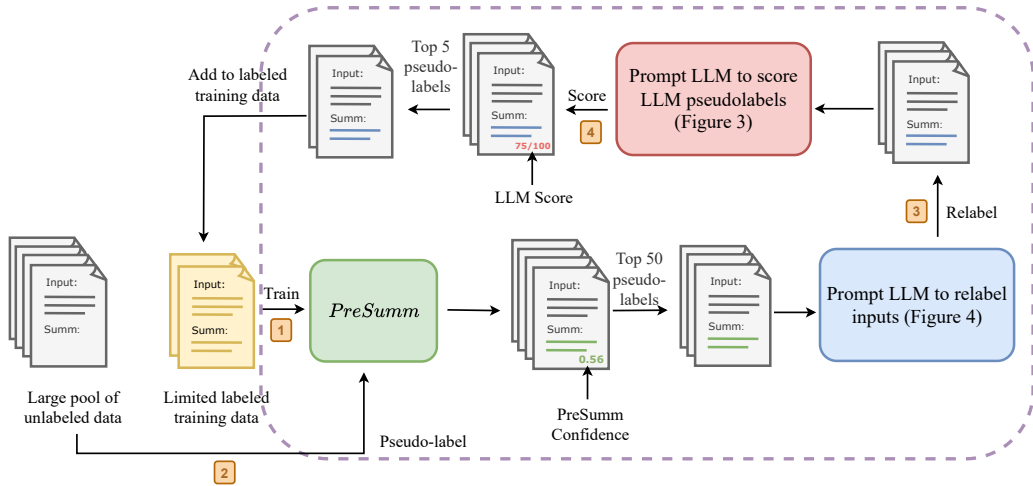 Add to labeled
training data
Input:
Summ:
Top 5
pseudo-
labels
Input:
Summ:
75/100
LLM Score
Score
4
Prompt LLM to score
LLM pseudolabels
(Figure 3)
Input:
Summ:
3
Relabel
Input:
Summ:
Large pool of
unlabeled data
Input:
Summ:
Limited labeled
training data
Train
1
PreSumm
Pseudo-label
2
Input:
Summ:
0.56
PreSumm
Confidence
Top 50
pseudo-
labels
Input:
Summ:
Prompt LLM to relabel
inputs (Figure 4)